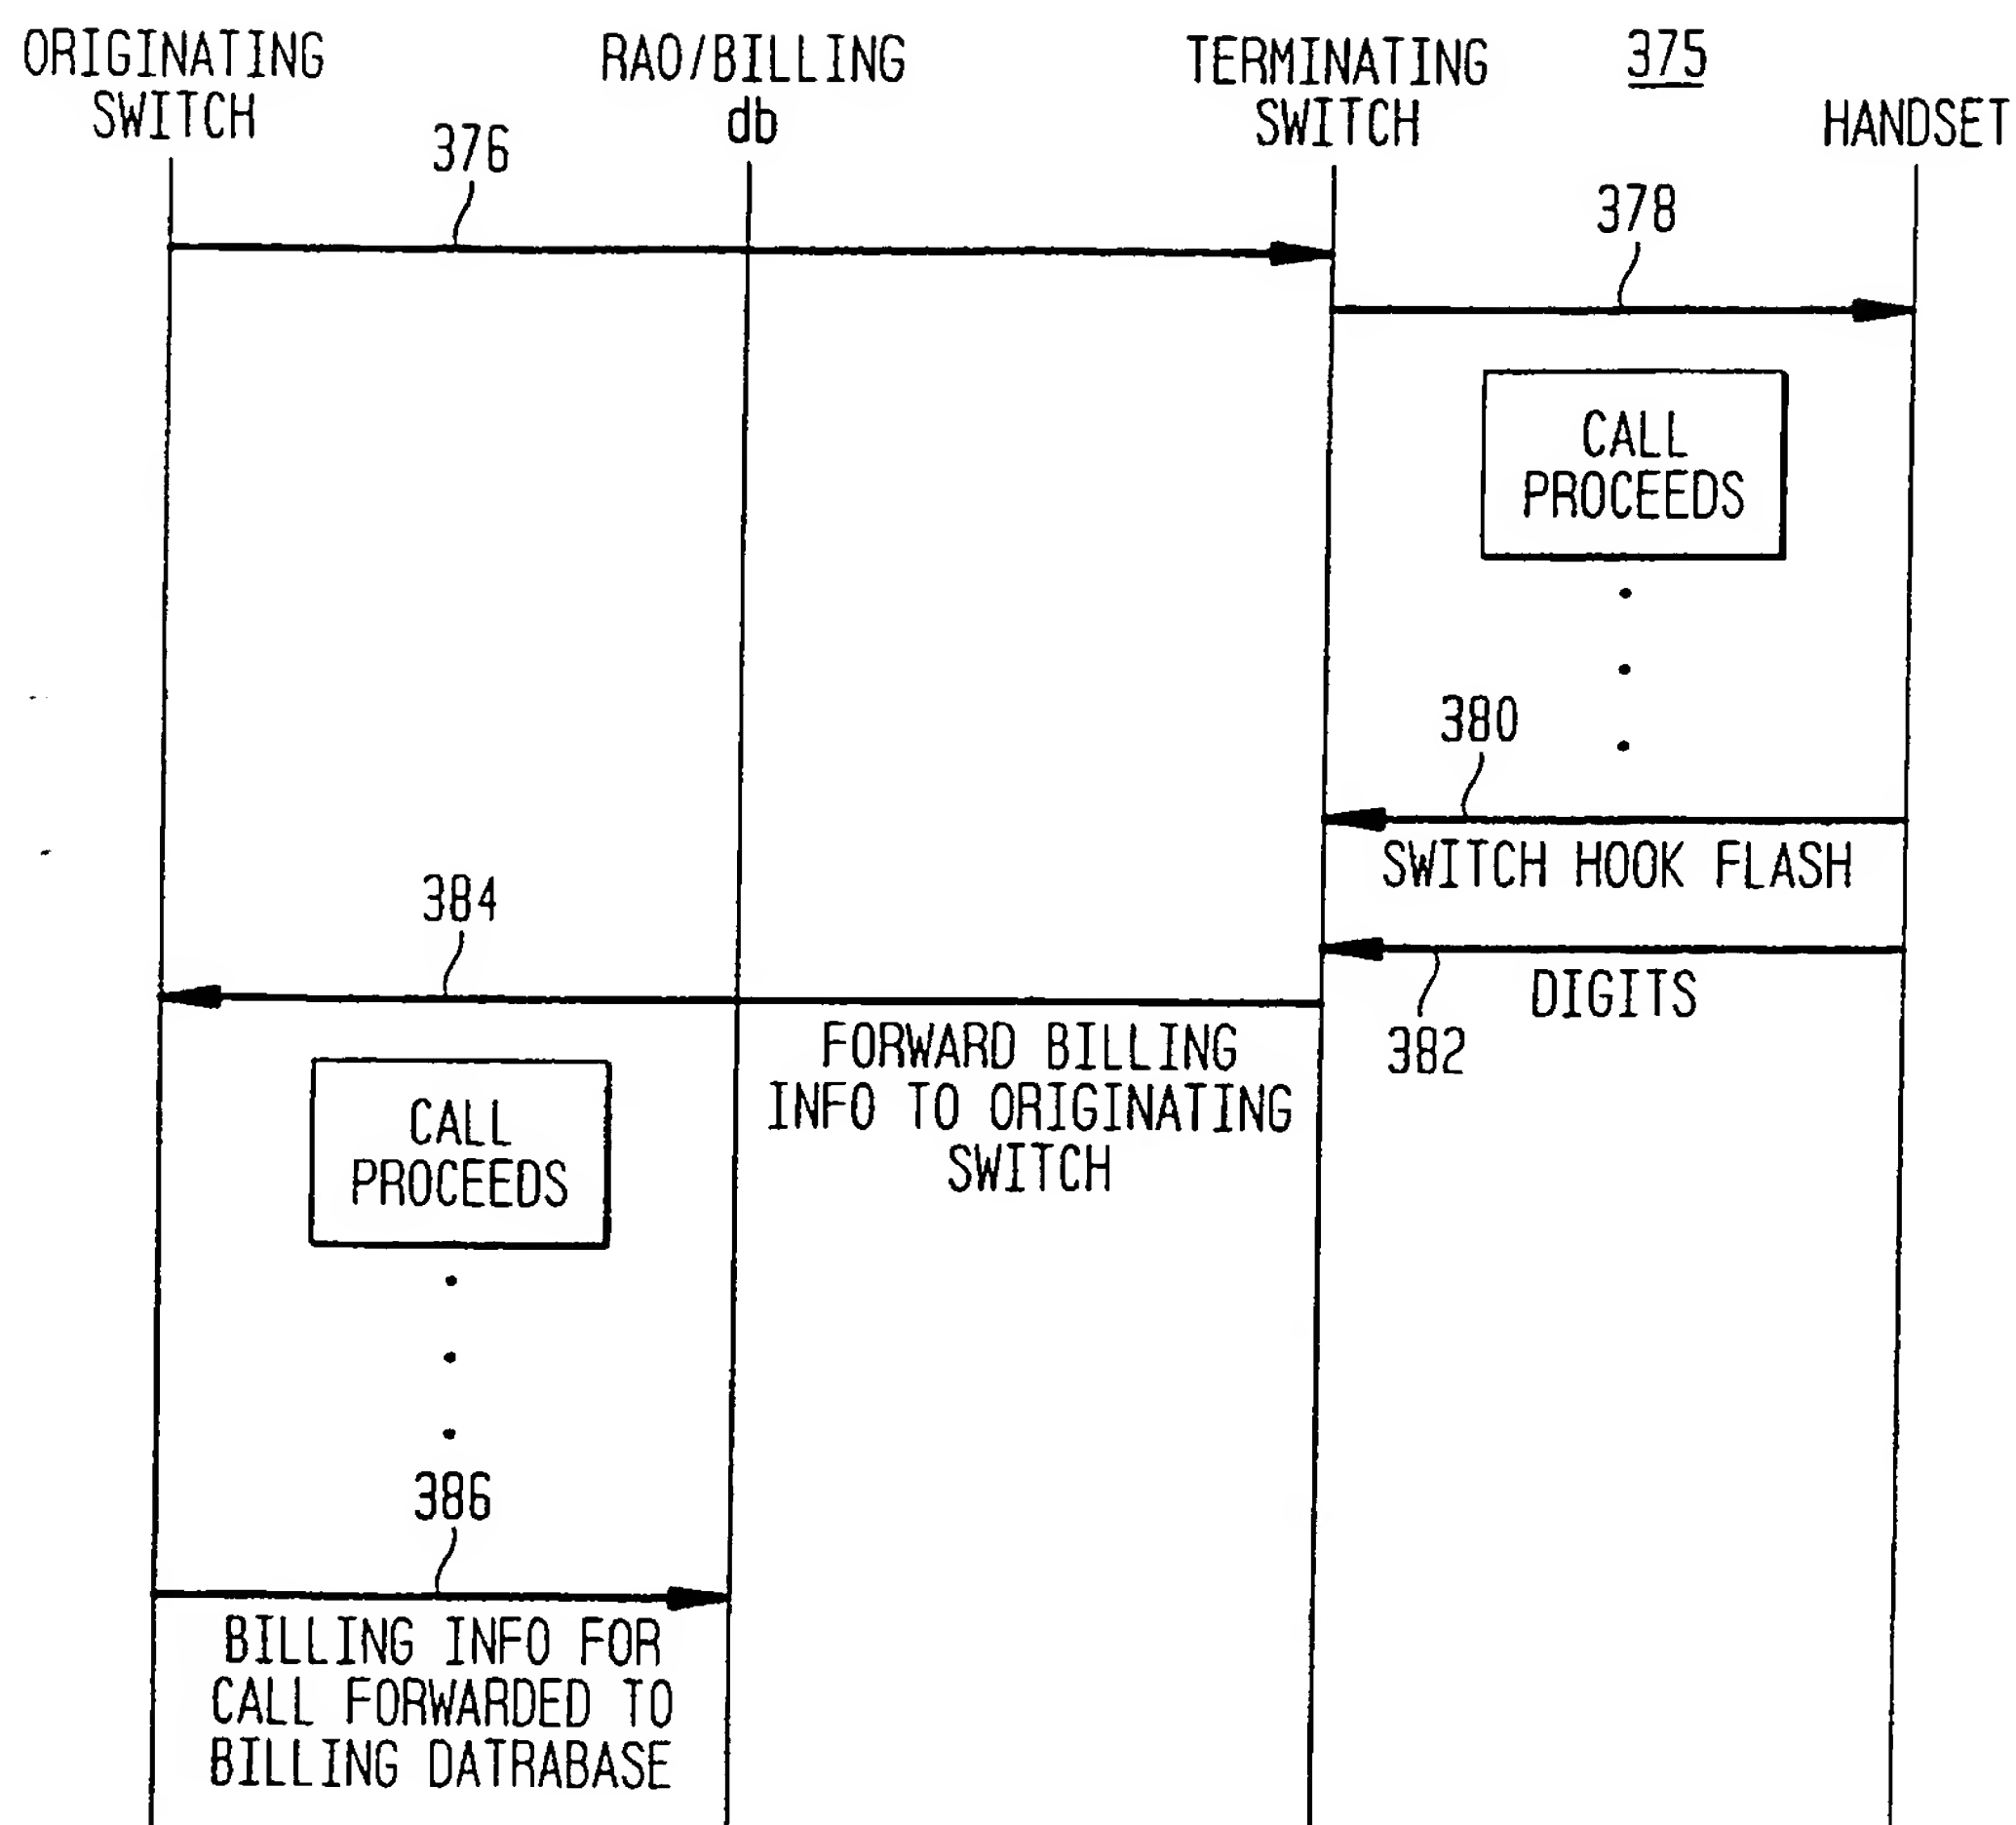 ORIGINATING
SWITCH
RAO/BILLING
db
TERMINATING
SWITCH
375
HANDSET
376
378
CALL
PROCEEDS
380
SWITCH HOOK FLASH
384
DIGITS
382
FORWARD BILLING
INFO TO ORIGINATING
SWITCH
CALL
PROCEEDS
386
BILLING INFO FOR
CALL FORWARDED TO
BILLING DATRABASE